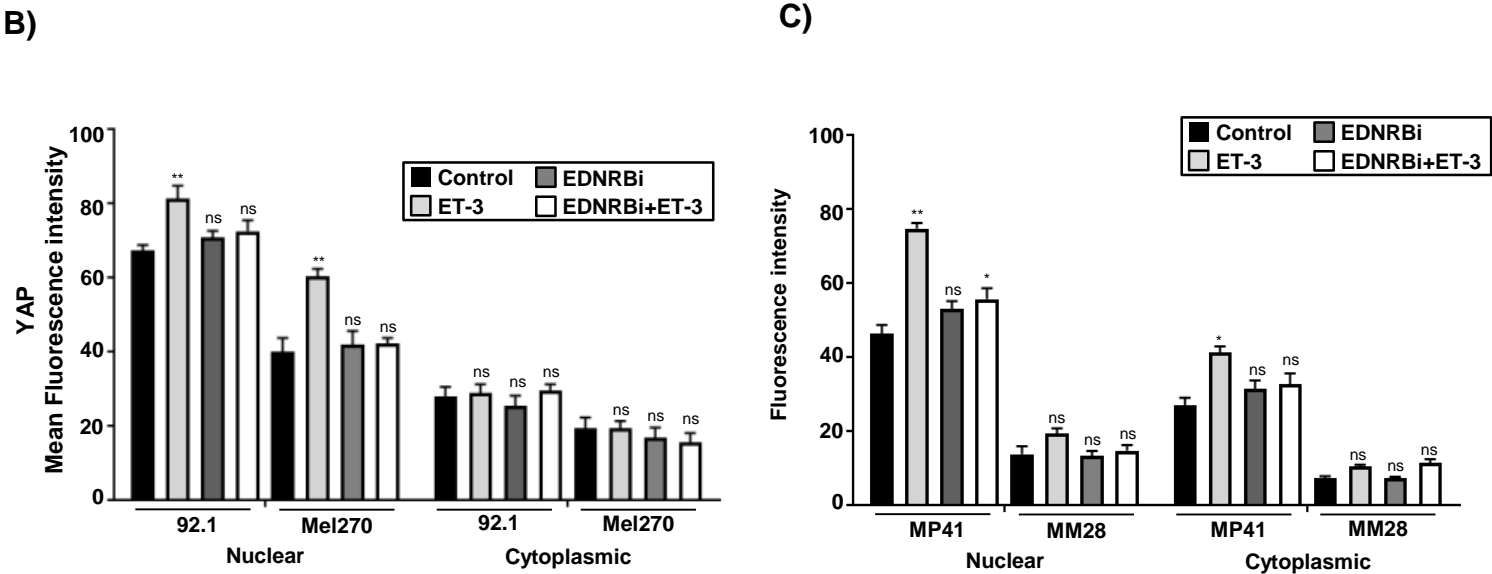 B)
YAP
Mean Fluorescence intensity
100
80
60
40
20
0
Control
EDNRBi
ET-3
EDNRBi+ET-3
**
ns
ns
**
ns
ns
ns
ns
ns
ns
ns
ns
92.1
Mel270
92.1
Mel270
Nuclear
Cytoplasmic
C)
Fluorescence intensity
100
80
60
40
20
0
Control
EDNRBi
ET-3
EDNRBi+ET-3
**
ns
*
ns
ns
ns
*
ns
ns
ns
ns
ns
MP41
MM28
MP41
MM28
Nuclear
Cytoplasmic